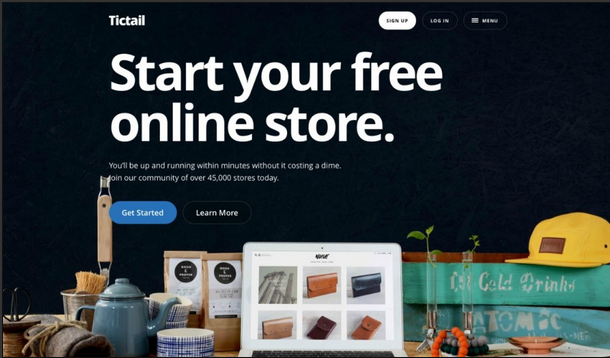 Tictail
SIGN UP
LOG IN
MENU
Start your free
online store.
You'll be up and running within minutes without it costing a dime.
Join our community of over 45,000 stores today.
Get Started
Learn More
Cold Drinks
ATOMIC